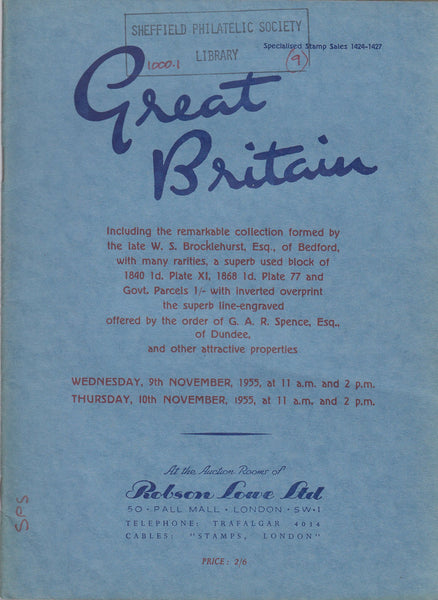 SHEFFIELD PHILATELIC SOCIETY
LIBRARY
1000.1
9
Specialised Stamp Sales 1424-1427
Great
Britain
Including the remarkable collection formed by
the late W. S. Brocklehurst, Esq., of Bedford,
with many rarities, a superb used block of
1840 1d. Plate XI, 1868 1d. Plate 77 and
Govt. Parcels 1/- with inverted overprint
the superb line-engraved
offered by the order of G. A. R. Spence, Esq.,
of Dundee,
and other attractive properties
WEDNESDAY, 9th NOVEMBER, 1955, at 11 a.m. and 2 p.m.
THURSDAY, 10th NOVEMBER, 1955, at 11 a.m. and 2 p.m.
At the Auction Rooms of
Robson Lowe Ltd.
50 · PALL MALL · LONDON · SW·1
TELEPHONE: TRAFALGAR 4034
CABLES: "STAMPS, LONDON"
PRICE: 2/6
SPS